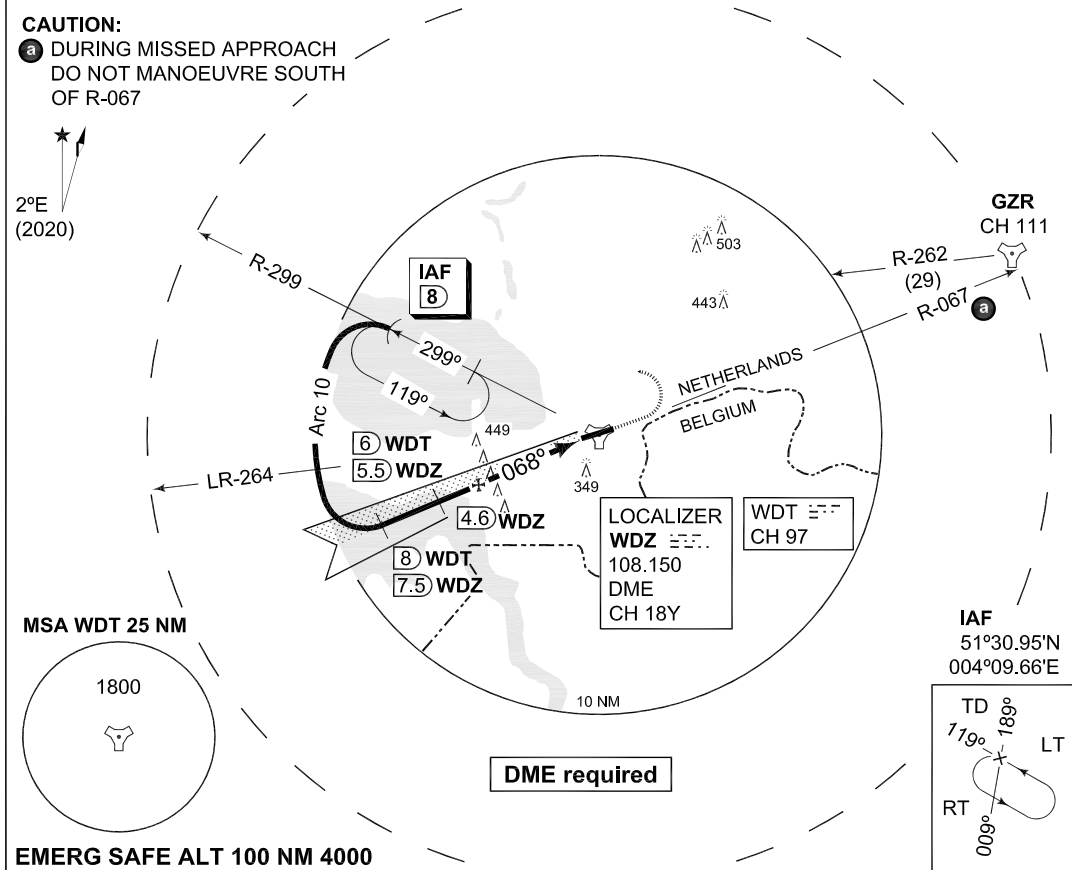 CAUTION:
a DURING MISSED APPROACH
DO NOT MANOEUVRE SOUTH
OF R-067
2ºE
(2020)
GZR
CH 111
R-262
(29)
R-067
a
503
443
R-299
IAF
8
299º
119º
Arc 10
NETHERLANDS
BELGIUM
449
6 WDT
5.5 WDZ
068º
349
LR-264
4.6 WDZ
LOCALIZER
WDZ
108.150
DME
CH 18Y
WDT
CH 97
8 WDT
7.5 WDZ
MSA WDT 25 NM
1800
10 NM
IAF
51º30.95'N
004º09.66'E
DME required
TD
119º
189º
LT
RT
009º
EMERG SAFE ALT 100 NM 4000